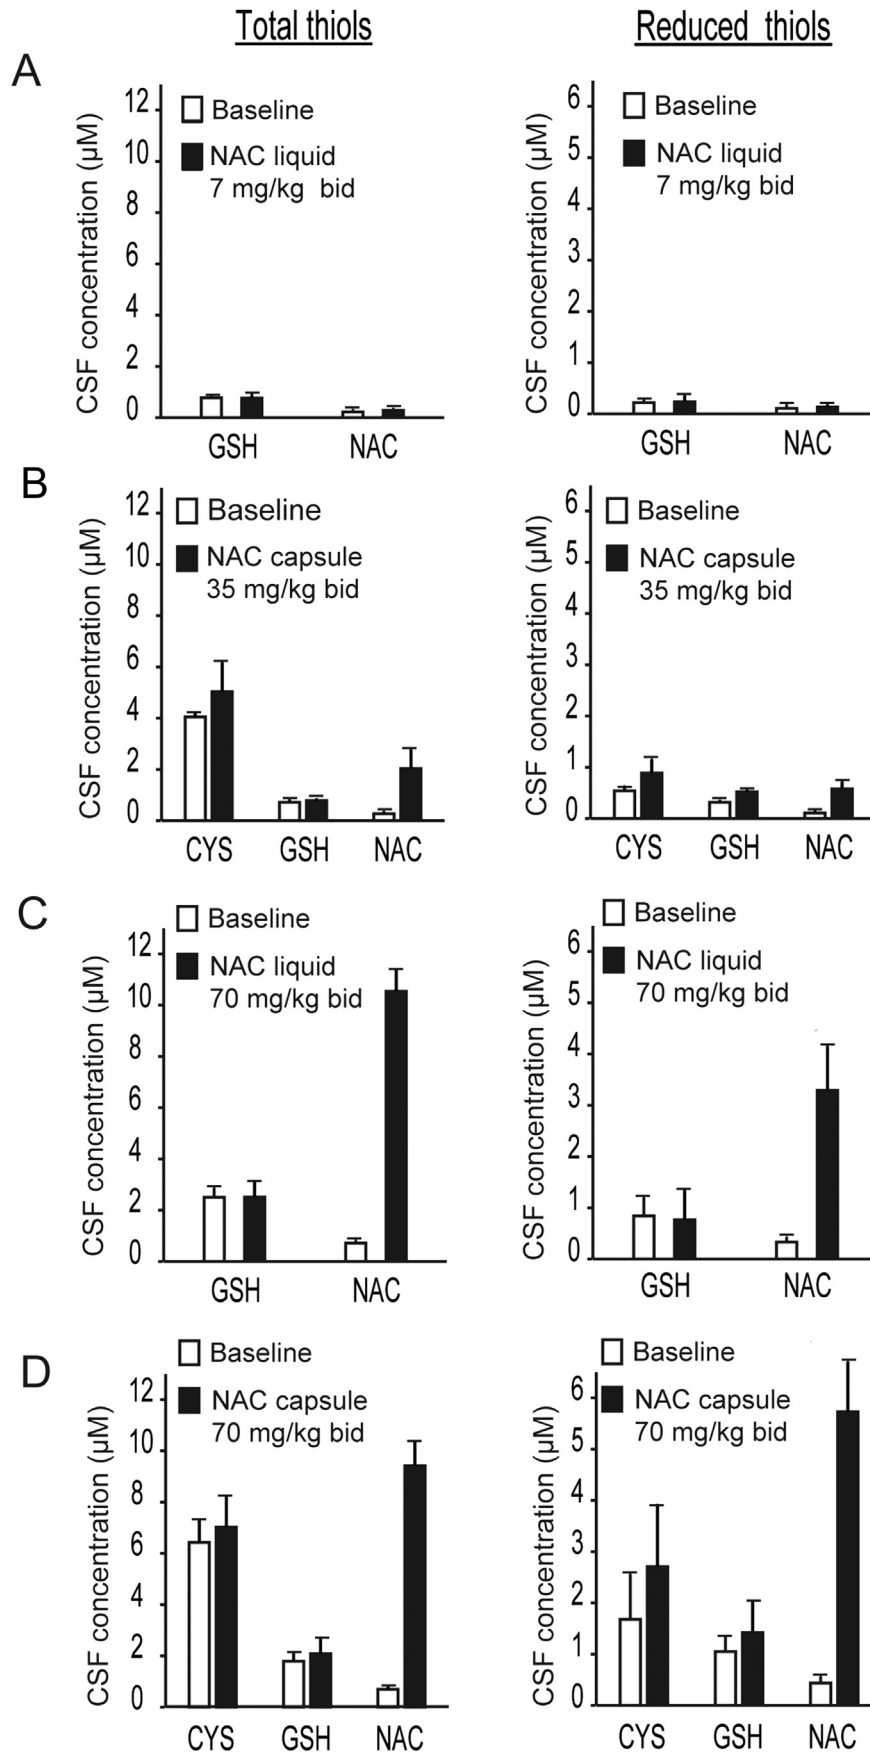 Total thiols
Reduced thiols
A
CSF concentration (µM)
12
10
8
6
4
2
0
Baseline
NAC liquid
7 mg/kg bid
GSH NAC
CSF concentration (µM)
6
5
4
3
2
1
0
Baseline
NAC liquid
7 mg/kg bid
GSH NAC
B
CSF concentration (µM)
12
10
8
6
4
2
0
Baseline
NAC capsule
35 mg/kg bid
CYS GSH NAC
CSF concentration (µM)
6
5
4
3
2
1
0
Baseline
NAC capsule
35 mg/kg bid
CYS GSH NAC
C
CSF concentration (µM)
12
10
8
6
4
2
0
Baseline
NAC liquid
70 mg/kg bid
GSH NAC
CSF concentration (µM)
6
5
4
3
2
1
0
Baseline
NAC liquid
70 mg/kg bid
GSH NAC
D
CSF concentration (µM)
12
10
8
6
4
2
0
Baseline
NAC capsule
70 mg/kg bid
CYS GSH NAC
CSF concentration (µM)
6
5
4
3
2
1
0
Baseline
NAC capsule
70 mg/kg bid
CYS GSH NAC